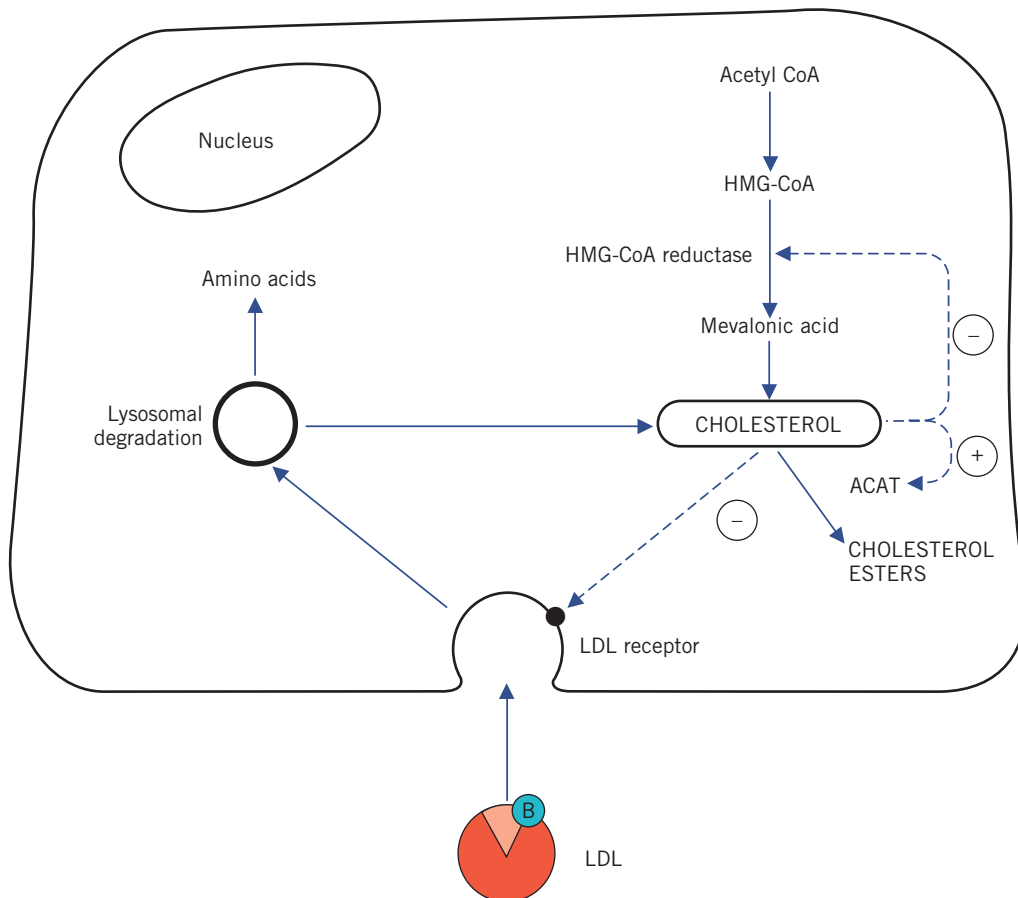 Acetyl CoA
Nucleus
HMG-CoA
HMG-CoA reductase
Amino acids
Mevalonic acid
−
Lysosomal
degradation
CHOLESTEROL
+
ACAT
−
CHOLESTEROL
ESTERS
LDL receptor
B
LDL